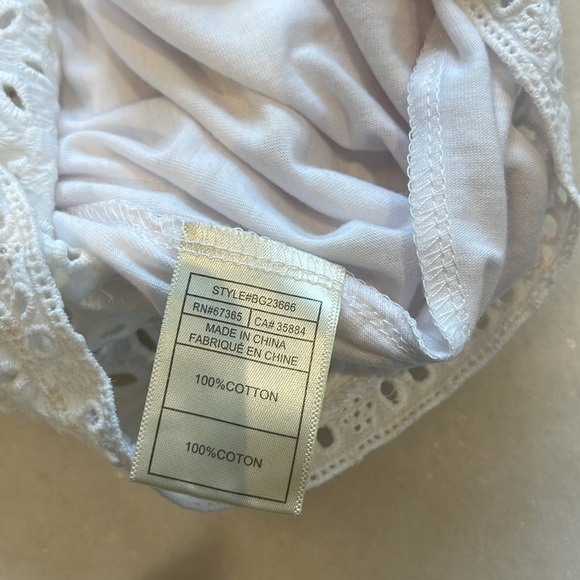 STYLE#BG23666
RN#67365 CA# 35884
MADE IN CHINA
FABRIQUÉ EN CHINE
100%COTTON
100%COTON